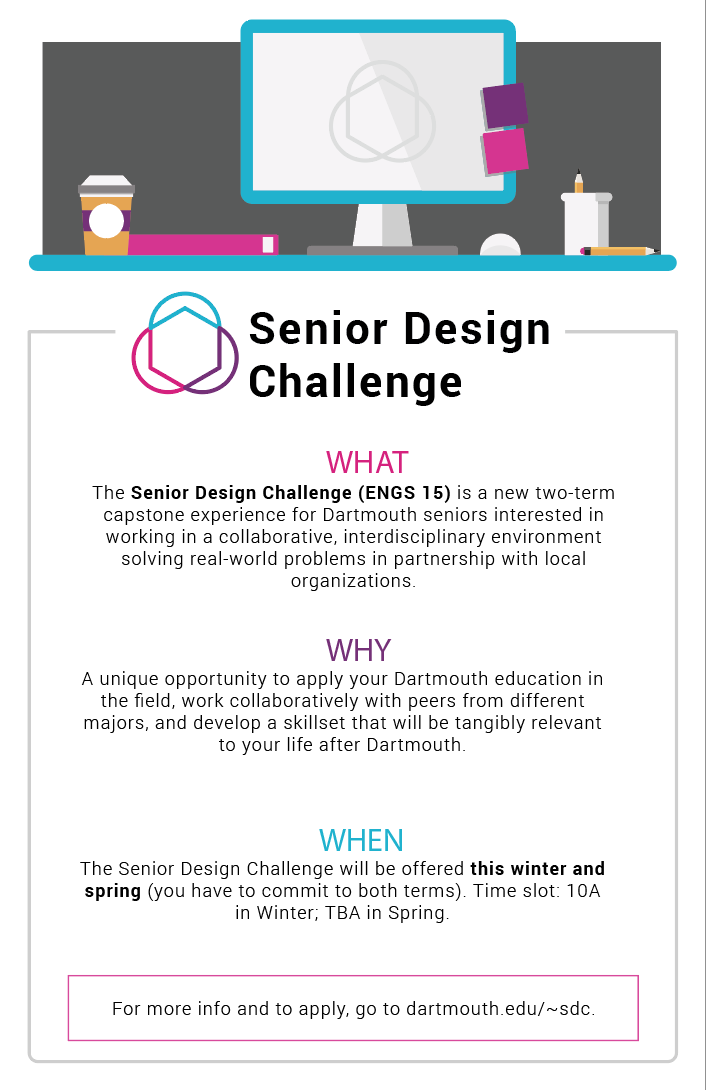 Senior Design
Challenge
WHAT
The Senior Design Challenge (ENGS 15) is a new two-term
capstone experience for Dartmouth seniors interested in
working in a collaborative, interdisciplinary environment
solving real-world problems in partnership with local
organizations.
WHY
A unique opportunity to apply your Dartmouth education in
the field, work collaboratively with peers from different
majors, and develop a skillset that will be tangibly relevant
to your life after Dartmouth.
WHEN
The Senior Design Challenge will be offered this winter and
spring (you have to commit to both terms). Time slot: 10A
in Winter; TBA in Spring.
For more info and to apply, go to dartmouth.edu/~sdc.